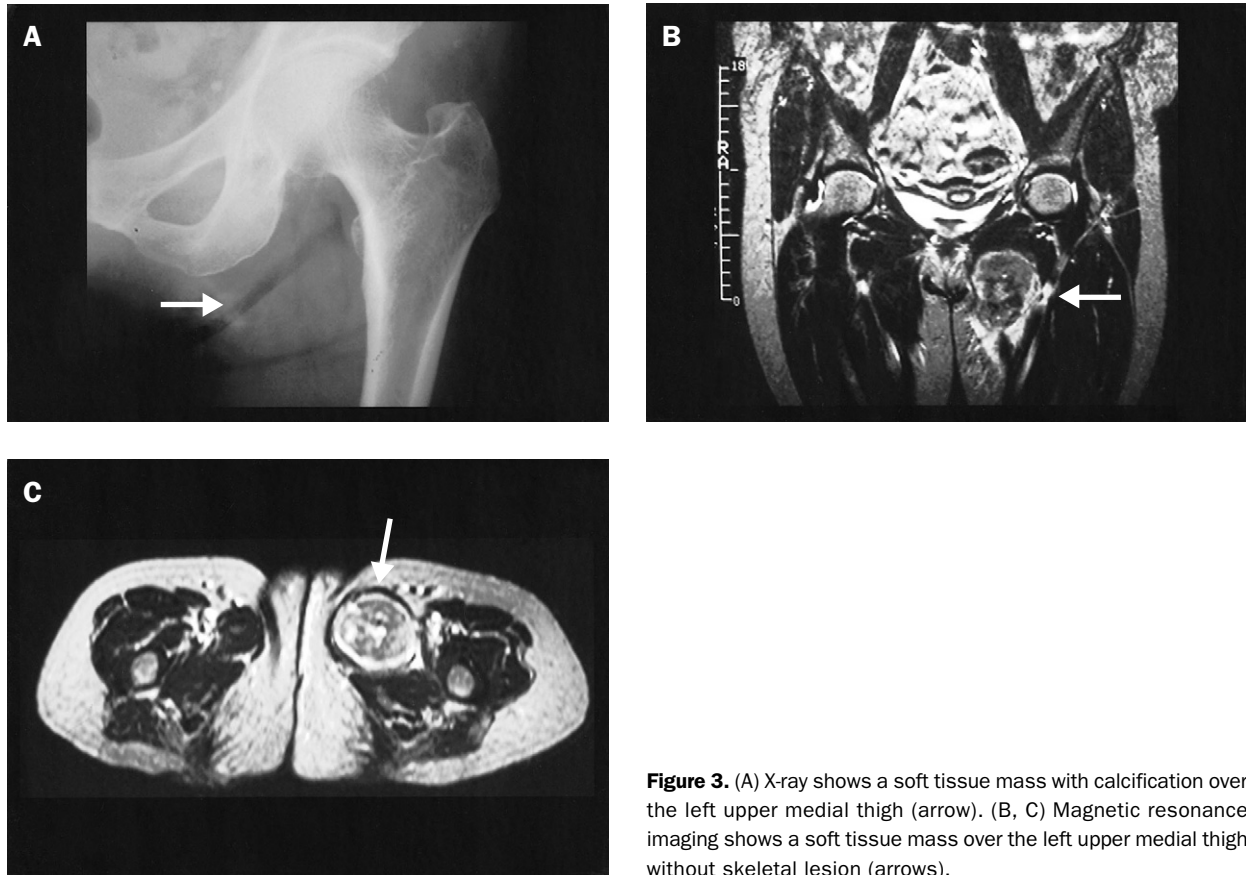 A
B
18
R
A
0
C
Figure 3. (A) X-ray shows a soft tissue mass with calcification over
the left upper medial thigh (arrow). (B, C) Magnetic resonance
imaging shows a soft tissue mass over the left upper medial thigh
without skeletal lesion (arrows).